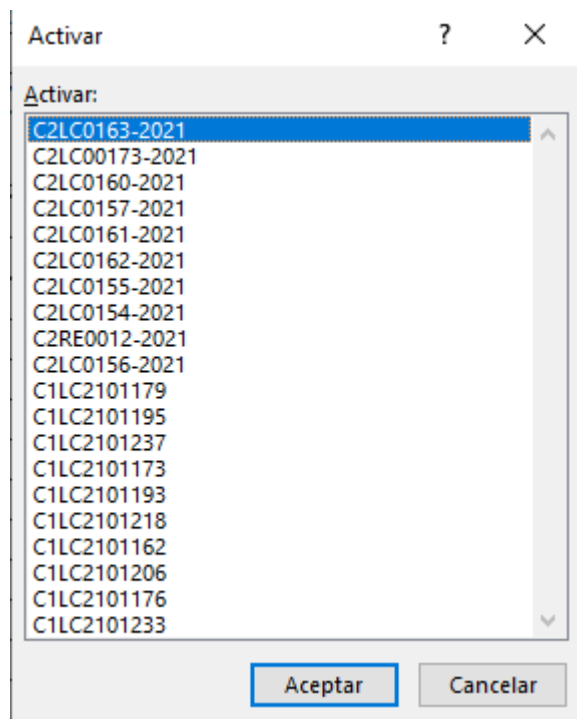 Activar ?
Activar:
C2LC0163-2021
C2LC00173-2021
C2LC0160-2021
C2LC0157-2021
C2LC0161-2021
C2LC0162-2021
C2LC0155-2021
C2LC0154-2021
C2RE0012-2021
C2LC0156-2021
C1LC2101179
C1LC2101195
C1LC2101237
C1LC2101173
C1LC2101193
C1LC2101218
C1LC2101162
C1LC2101206
C1LC2101176
C1LC2101233
Aceptar Cancelar